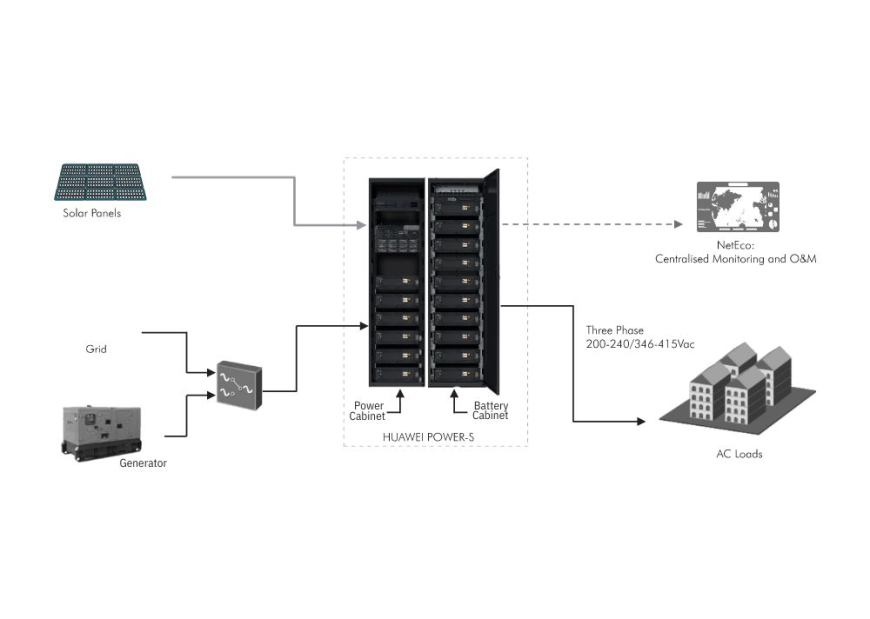 Solar Panels
NetEco:
Centralised Monitoring and O&M
Three Phase
200-240/346-415Vac
Grid
Power
Cabinet
Battery
Cabinet
HUAWEI POWER-S
Generator
AC Loads